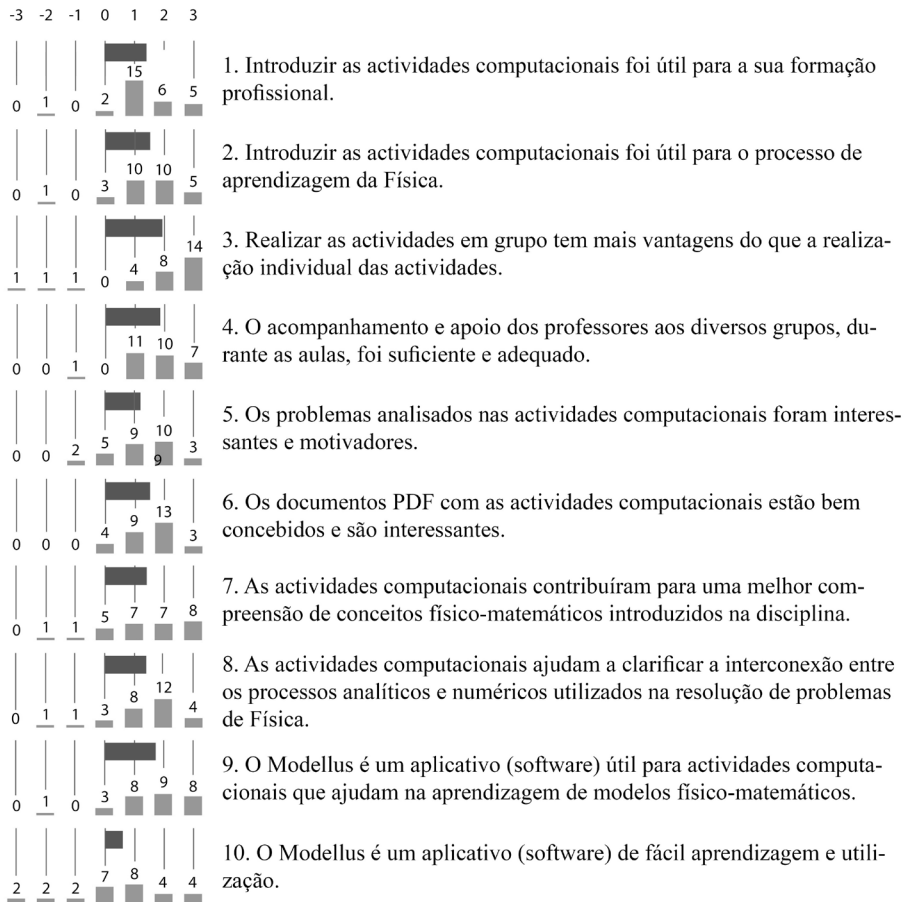 -3 -2 -1 0 1 2 3
0 1 0 2 15 6 5
1. Introduzir as actividades computacionais foi útil para a sua formação
profissional.
0 1 0 3 10 10 5
2. Introduzir as actividades computacionais foi útil para o processo de
aprendizagem da Física.
1 1 1 0 4 8 14
3. Realizar as actividades em grupo tem mais vantagens do que a realiza-
ção individual das actividades.
0 0 1 0 11 10 7
4. O acompanhamento e apoio dos professores aos diversos grupos, du-
rante as aulas, foi suficiente e adequado.
0 0 2 5 9 10 3
9
5. Os problemas analisados nas actividades computacionais foram interes-
santes e motivadores.
0 0 0 4 9 13 3
6. Os documentos PDF com as actividades computacionais estão bem
concebidos e são interessantes.
0 1 1 5 7 7 8
7. As actividades computacionais contribuíram para uma melhor com-
preensão de conceitos físico-matemáticos introduzidos na disciplina.
0 1 1 3 8 12 4
8. As actividades computacionais ajudam a clarificar a interconexão entre
os processos analíticos e numéricos utilizados na resolução de problemas
de Física.
0 1 0 3 8 9 8
9. O Modellus é um aplicativo (software) útil para actividades computa-
cionais que ajudam na aprendizagem de modelos físico-matemáticos.
2 2 2 7 8 4 4
10. O Modellus é um aplicativo (software) de fácil aprendizagem e utili-
zação.